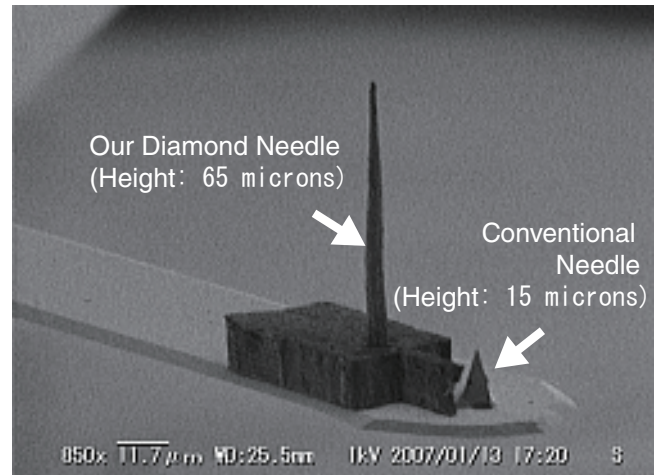 Our Diamond Needle
(Height: 65 microns)
Conventional
Needle
(Height: 15 microns)
850x 11.7μm WD:25.5mm 1kV 2007/01/13 17:20 S